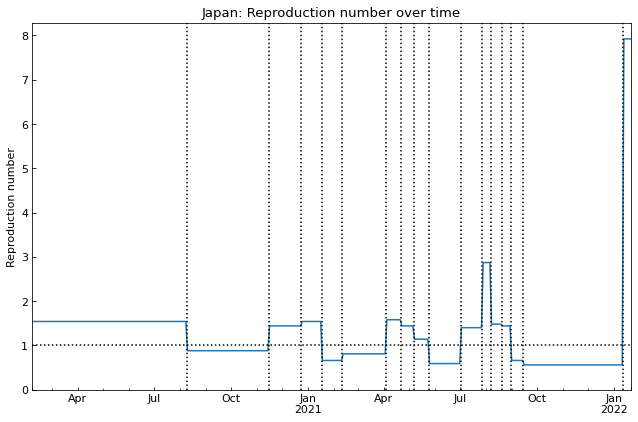 Japan: Reproduction number over time
Reproduction number
8
7
6
5
4
3
2
1
0
Apr
Jul
Oct
Jan
2021
Apr
Jul
Oct
Jan
2022